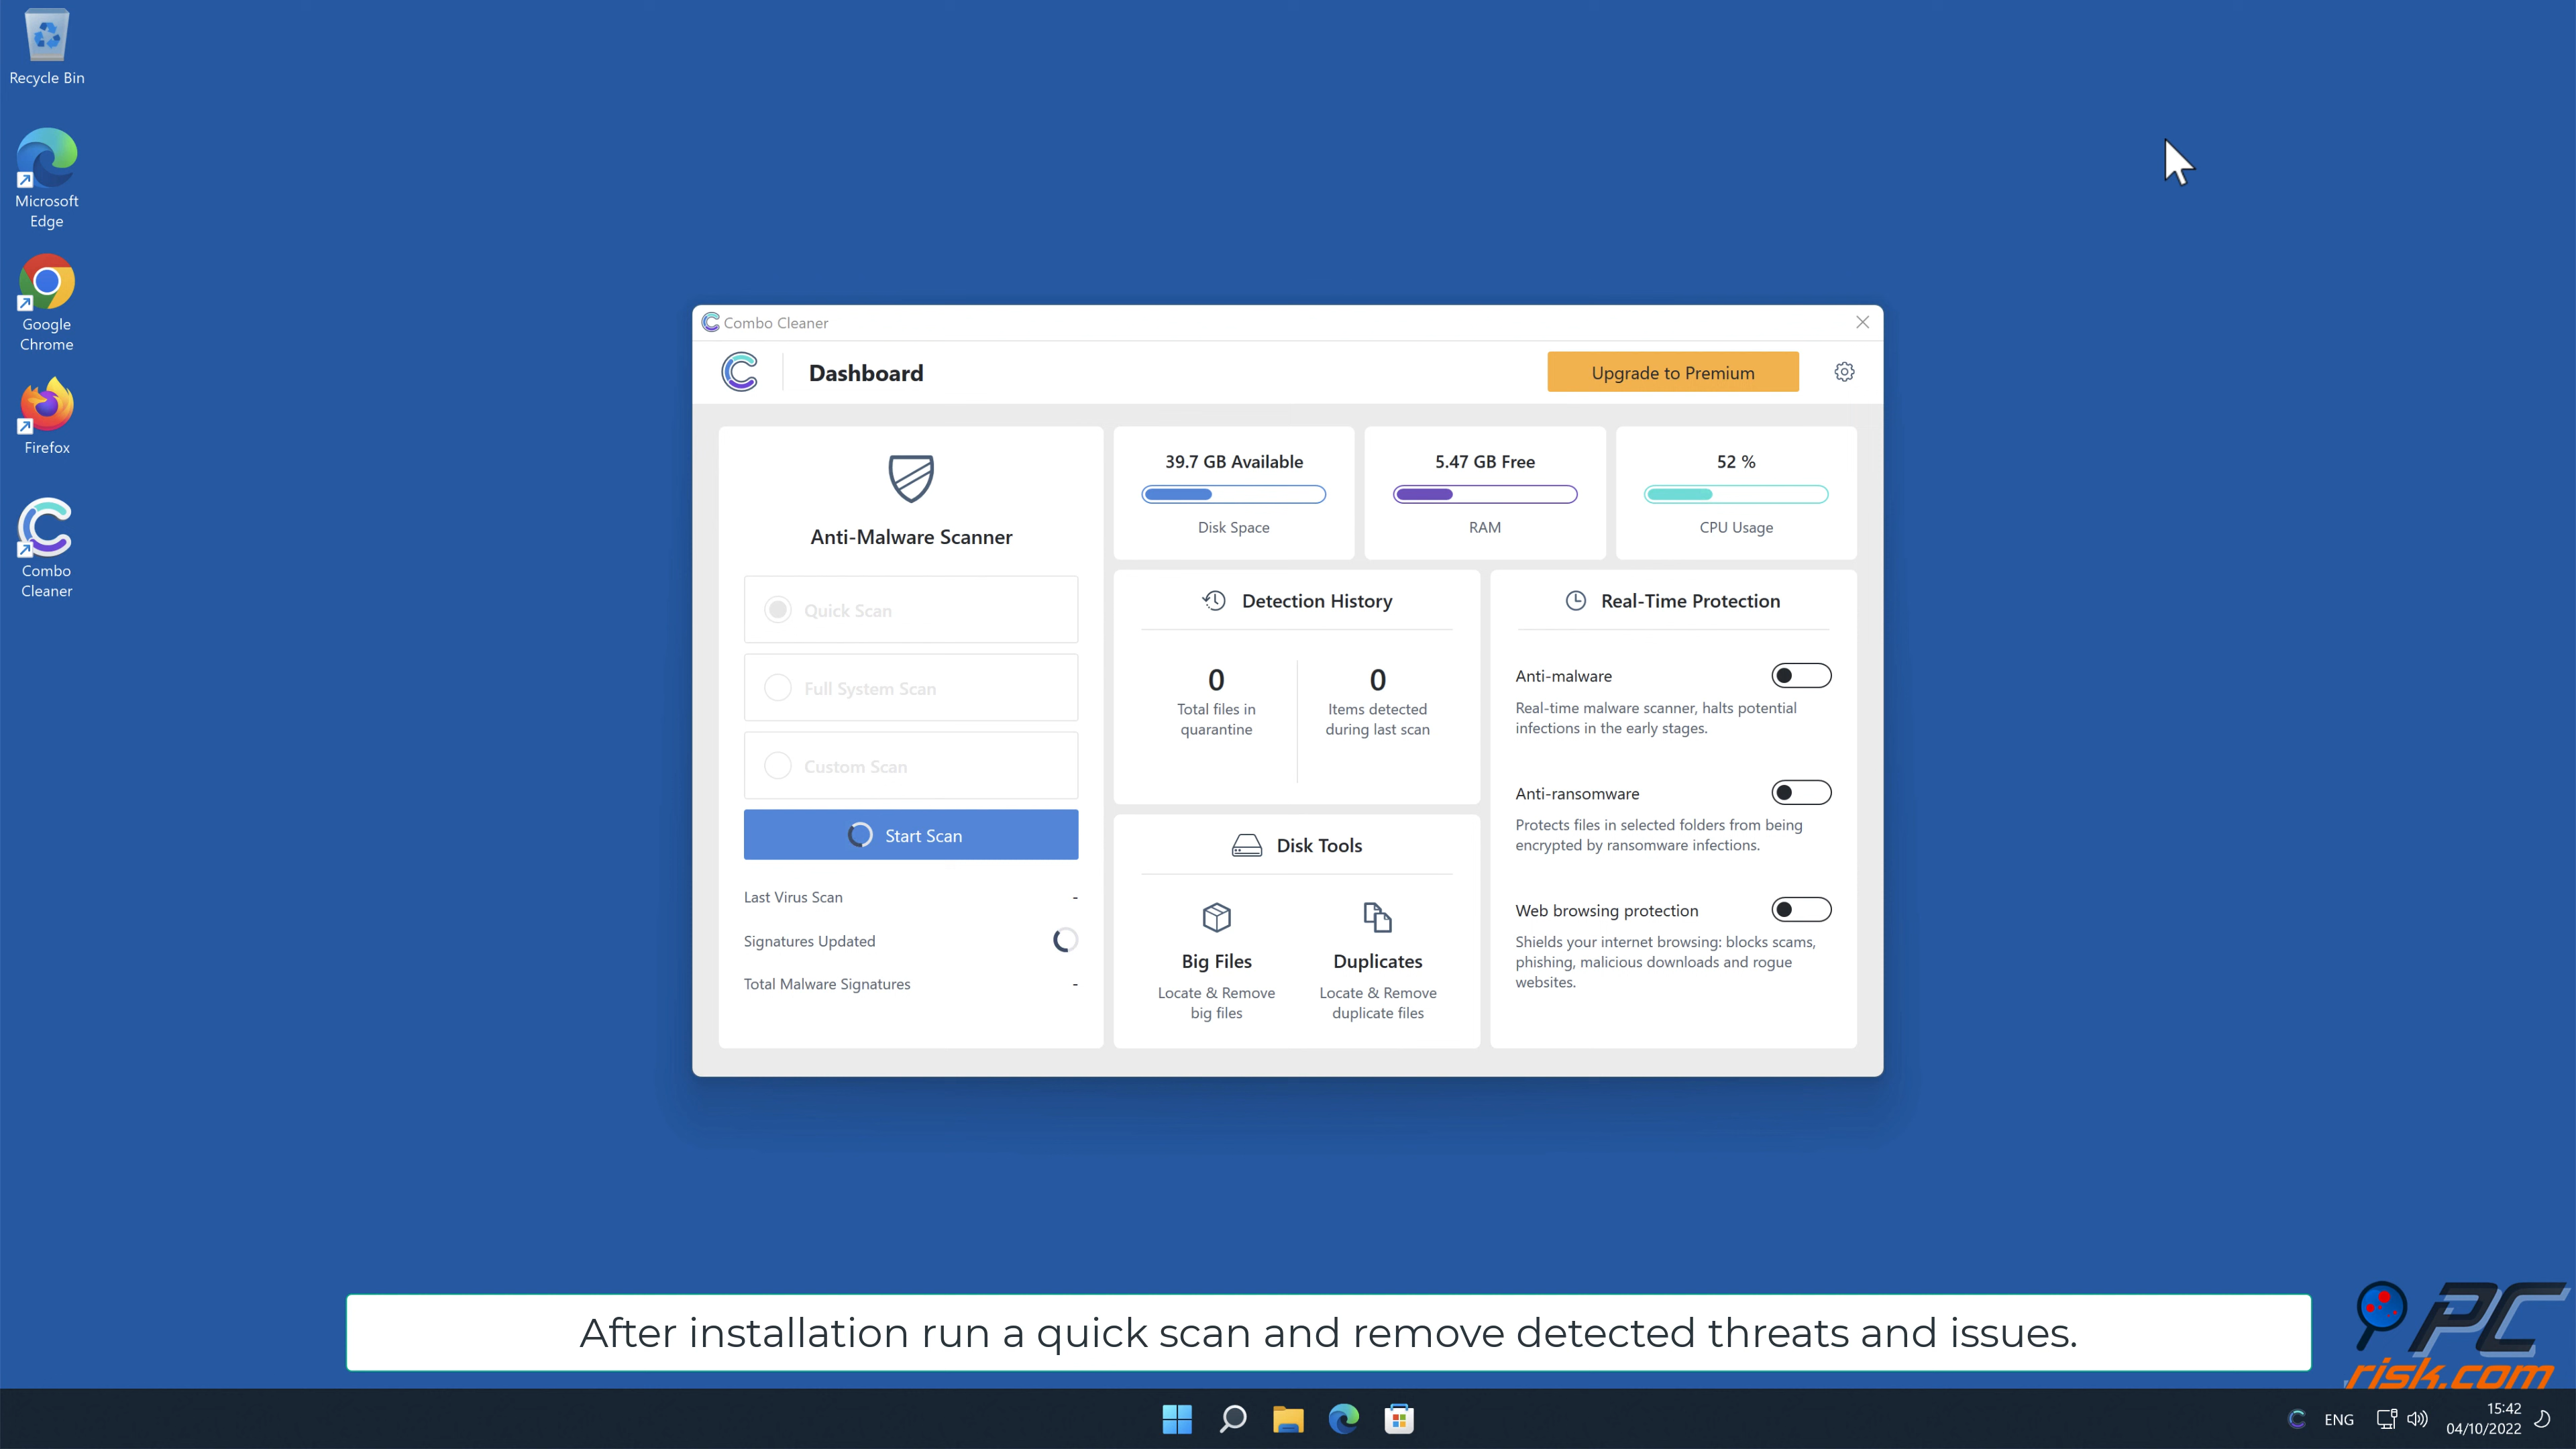 Recycle Bin
Microsoft
Edge
Google
Chrome
Firefox
Combo
Cleaner
Combo Cleaner
Dashboard
Upgrade to Premium
Anti-Malware Scanner
Quick Scan
Full System Scan
Custom Scan
Start Scan
Last Virus Scan -
Signatures Updated
Total Malware Signatures -
39.7 GB Available
Disk Space
5.47 GB Free
RAM
52 %
CPU Usage
Detection History
0
Total files in
quarantine
0
Items detected
during last scan
Disk Tools
Big Files
Locate & Remove
big files
Duplicates
Locate & Remove
duplicate files
Real-Time Protection
Anti-malware
Real-time malware scanner, halts potential
infections in the early stages.
Anti-ransomware
Protects files in selected folders from being
encrypted by ransomware infections.
Web browsing protection
Shields your internet browsing: blocks scams,
phishing, malicious downloads and rogue
websites.
After installation run a quick scan and remove detected threats and issues.
PC
risk.com
ENG
15:42
04/10/2022